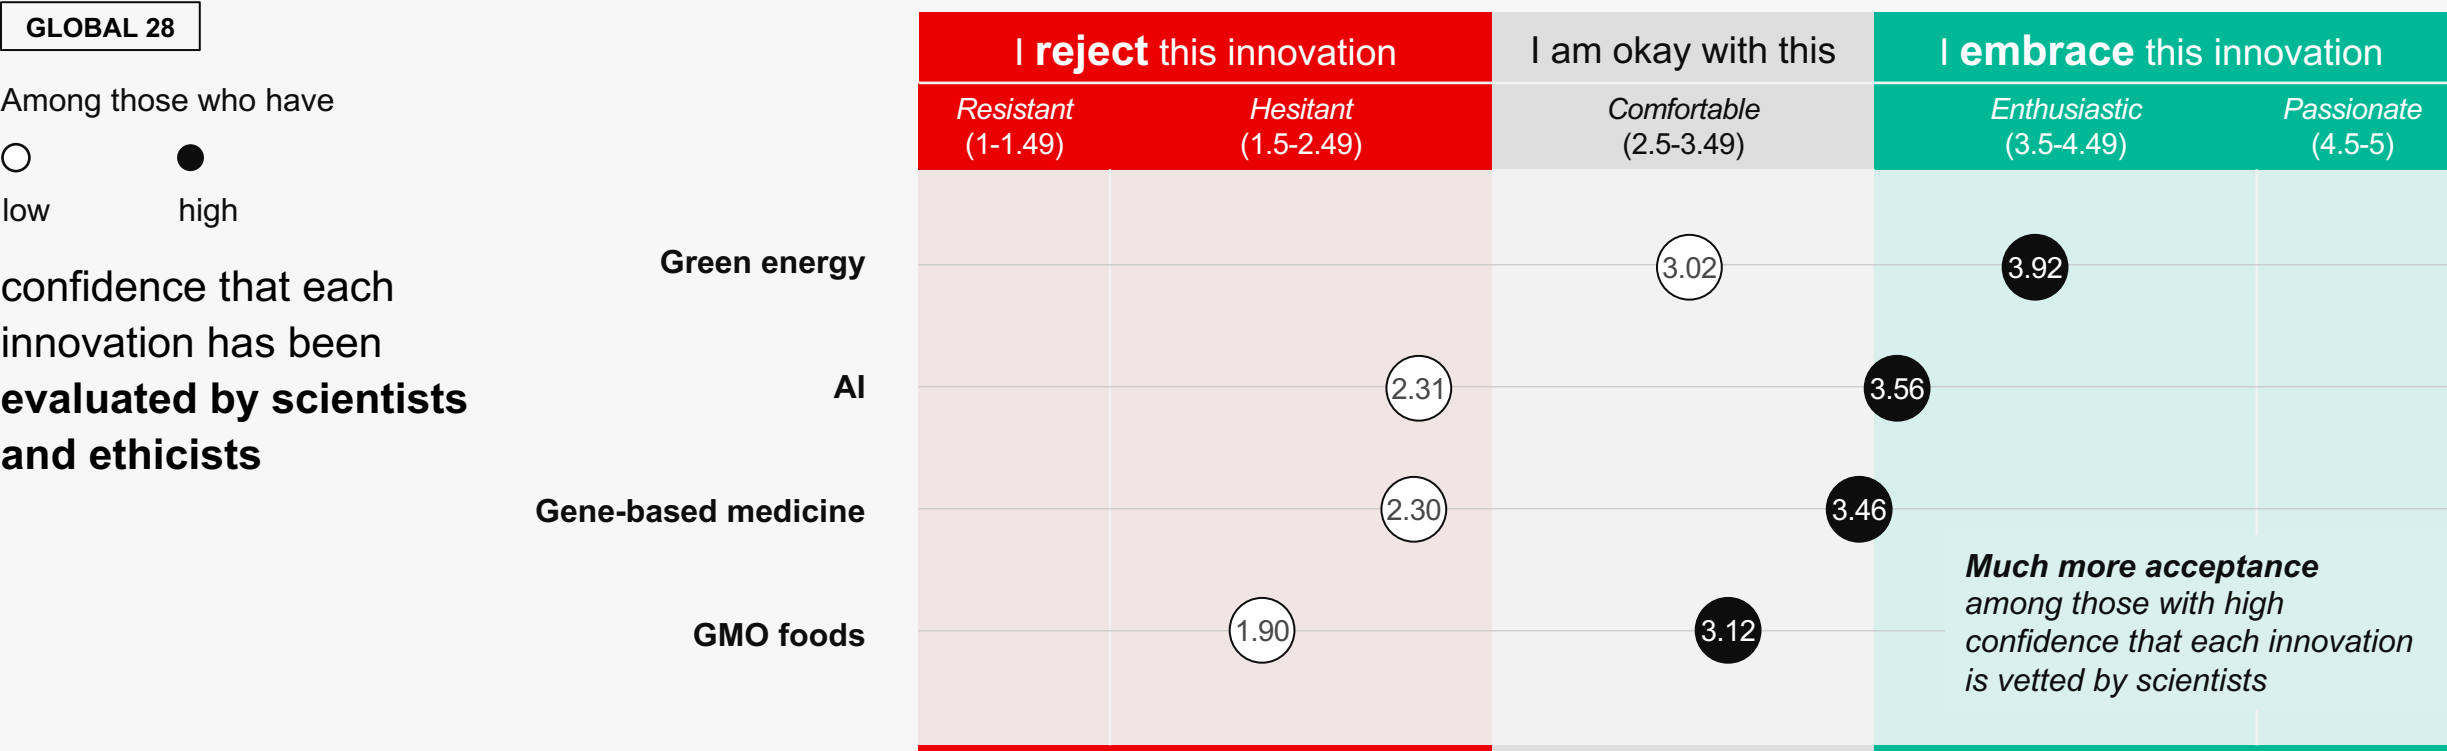 GLOBAL 28
Among those who have
low high
confidence that each
innovation has been
evaluated by scientists
and ethicists
I reject this innovation
I am okay with this
I embrace this innovation
Resistant
(1-1.49)
Hesitant
(1.5-2.49)
Comfortable
(2.5-3.49)
Enthusiastic
(3.5-4.49)
Passionate
(4.5-5)
Green energy 3.02 3.92
AI 2.31 3.56
Gene-based medicine 2.30 3.46
GMO foods 1.90 3.12
Much more acceptance
among those with high
confidence that each innovation
is vetted by scientists